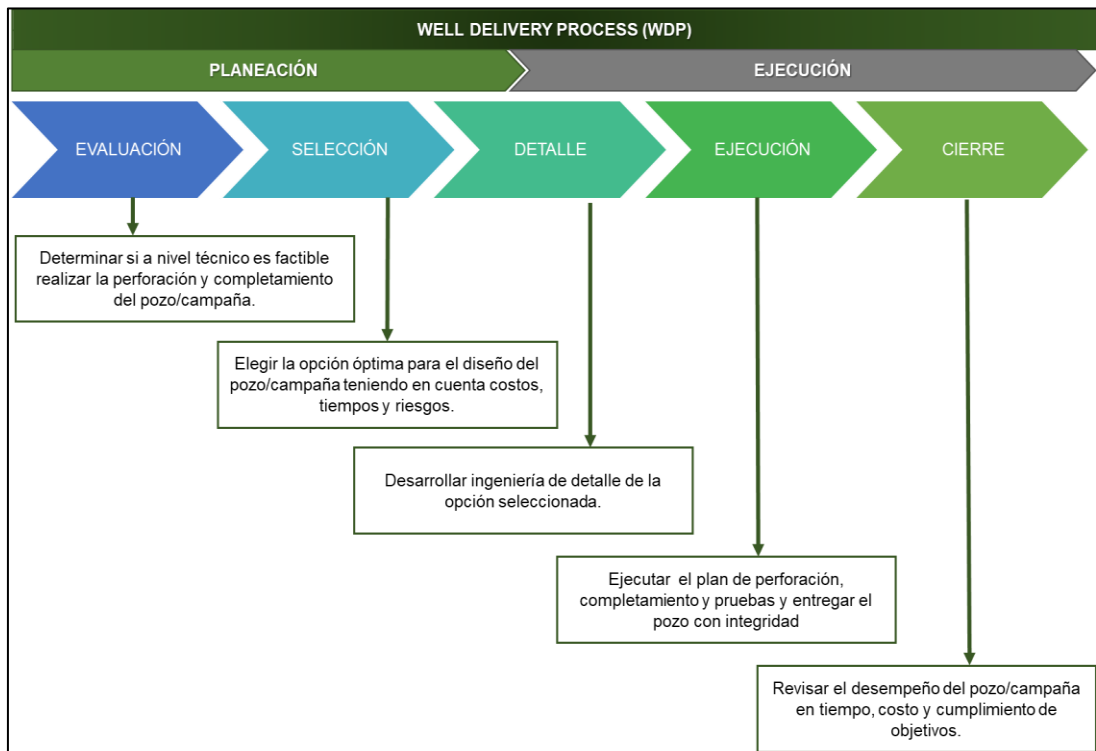 WELL DELIVERY PROCESS (WDP)
PLANEACIÓN
EJECUCIÓN
EVALUACIÓN
SELECCIÓN
DETALLE
EJECUCIÓN
CIERRE
Determinar si a nivel técnico es factible
realizar la perforación y completamiento
del pozo/campaña.
Elegir la opción óptima para el diseño del
pozo/campaña teniendo en cuenta costos,
tiempos y riesgos.
Desarrollar ingeniería de detalle de la
opción seleccionada.
Ejecutar el plan de perforación,
completamiento y pruebas y entregar el
pozo con integridad
Revisar el desempeño del pozo/campaña
en tiempo, costo y cumplimiento de
objetivos.